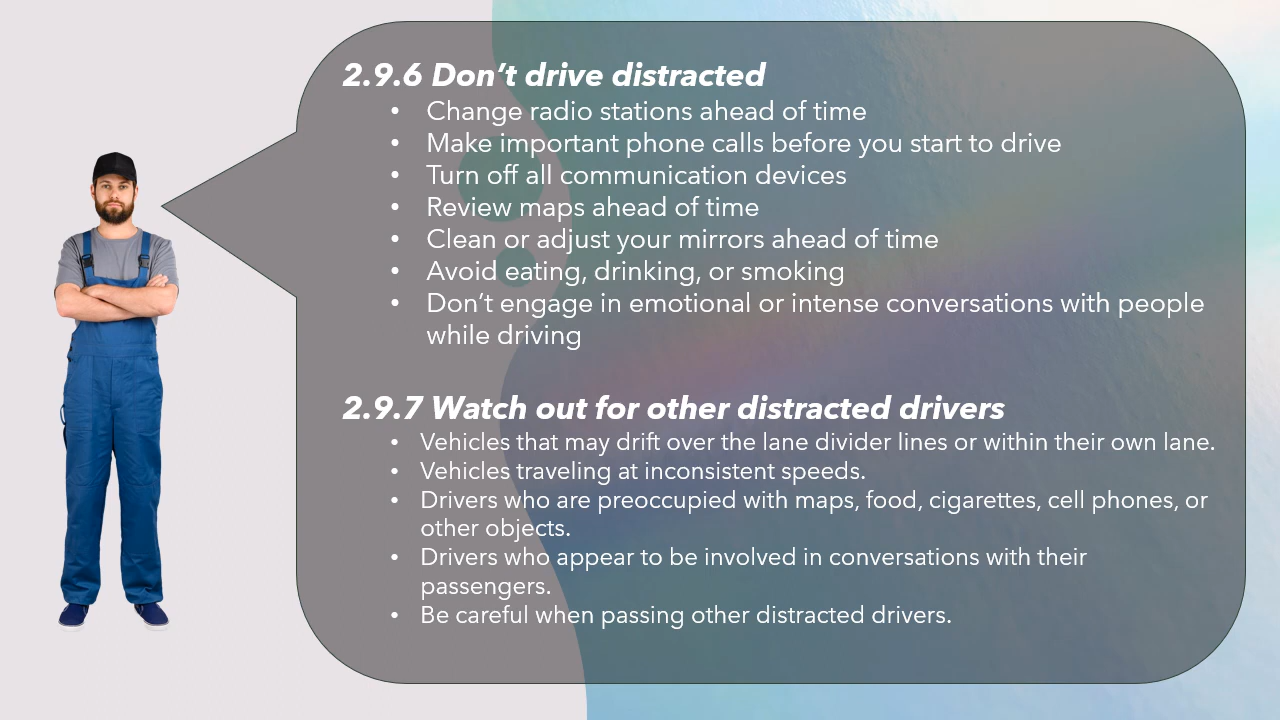 2.9.6 Don’t drive distracted
• Change radio stations ahead of time
• Make important phone calls before you start to drive
• Turn off all communication devices
• Review maps ahead of time
• Clean or adjust your mirrors ahead of time
• Avoid eating, drinking, or smoking
• Don’t engage in emotional or intense conversations with people
while driving
2.9.7 Watch out for other distracted drivers
• Vehicles that may drift over the lane divider lines or within their own lane.
• Vehicles traveling at inconsistent speeds.
• Drivers who are preoccupied with maps, food, cigarettes, cell phones, or
other objects.
• Drivers who appear to be involved in conversations with their
passengers.
• Be careful when passing other distracted drivers.